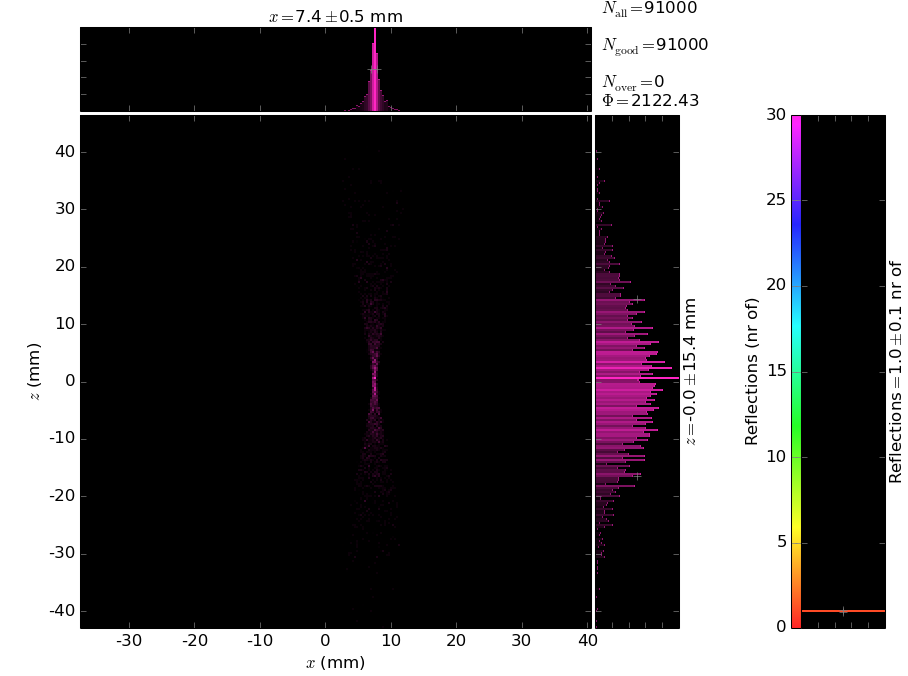 x=7.4±0.5 mm
N_all=91000
N_good=91000
N_over=0
Φ=2122.43
40
30
20
10
0
-10
-20
-30
-40
z (mm)
-30
-20
-10
0
10
20
30
40
x (mm)
z=-0.0±15.4 mm
30
25
20
15
10
5
0
Reflections (nr of)
Reflections=1.0±0.1 nr of